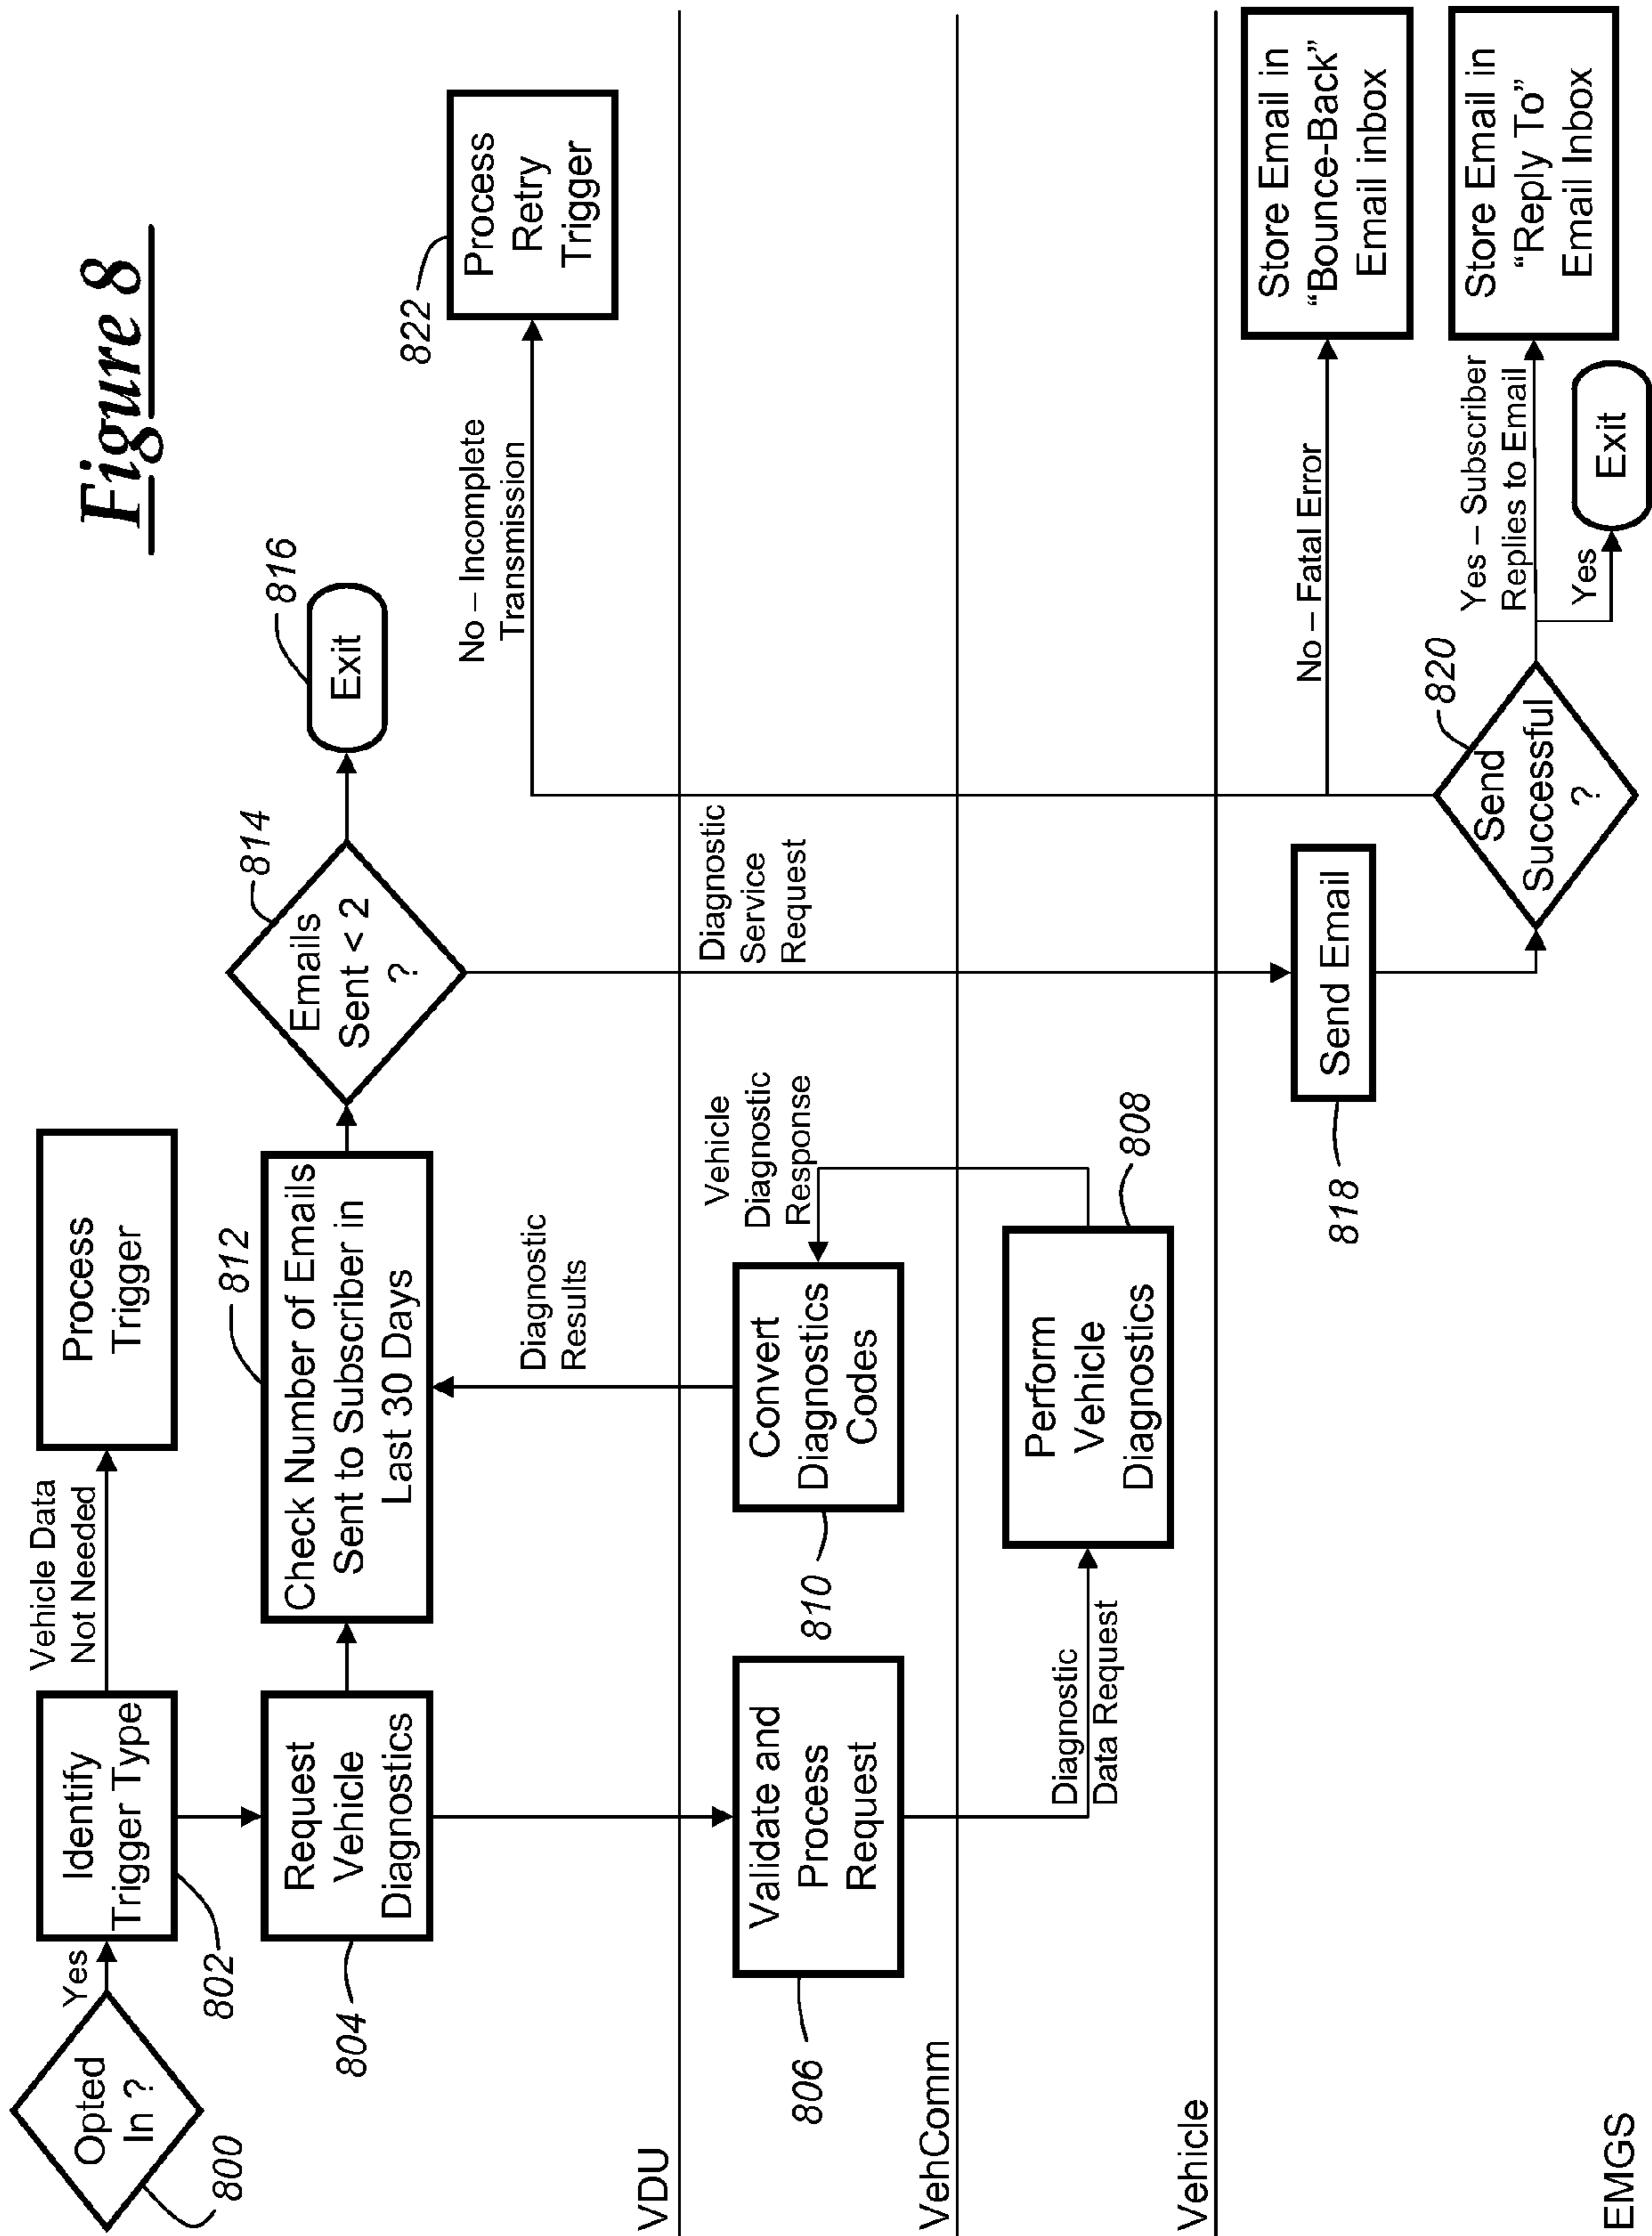 Figure 8
Opted
In ?
800
Yes
Identify
Trigger Type
802
Vehicle Data
Not Needed
Process
Trigger
Request
Vehicle
Diagnostics
804
Check Number of Emails
Sent to Subscriber in
Last 30 Days
812
Emails
Sent < 2
?
814
Exit
816
No – Incomplete
Transmission
Process
Retry
Trigger
822
VDU
Validate and
Process
Request
806
Diagnostic
Results
Convert
Diagnostics
Codes
810
Vehicle
Diagnostic
Response
Diagnostic
Service
Request
VehComm
Diagnostic
Data Request
Perform
Vehicle
Diagnostics
808
Vehicle
Send Email
818
Send
Successful
?
820
No – Fatal Error
Store Email in
“Bounce-Back”
Email inbox
Yes – Subscriber
Replies to Email
Store Email in
“Reply To”
Email Inbox
Yes
Exit
EMGS